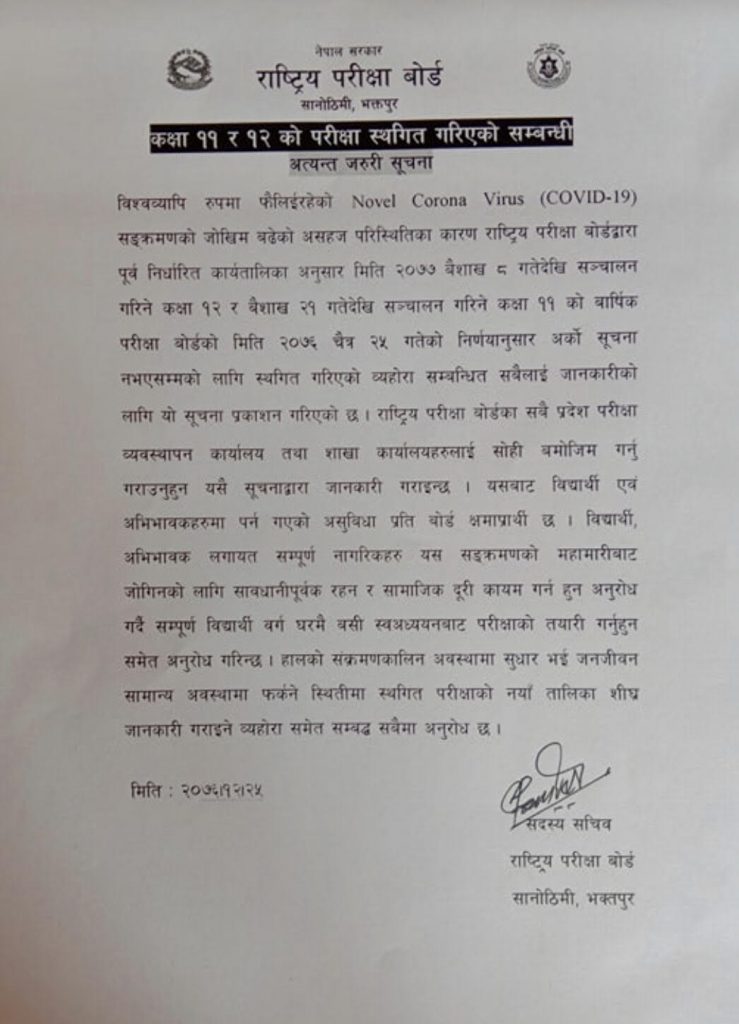 नेपाल सरकार
राष्ट्रिय परीक्षा बोर्ड
सानोठिमी, भक्तपुर
कक्षा ११ र १२ को परीक्षा स्थगित गरिएको सम्बन्धी
अत्यन्त जरुरी सूचना
विश्वव्यापि रुपमा फैलिईरहेको Novel Corona Virus (COVID-19)
सङ्क्रमणको जोखिम बढेको असहज परिस्थितिका कारण राष्ट्रिय परीक्षा बोर्डद्वारा
पूर्व निर्धारित कार्यतालिका अनुसार मिति २०७७ बैशाख ८ गतेदेखि सञ्चालन
गरिने कक्षा १२ र बैशाख २१ गतेदेखि सञ्चालन गरिने कक्षा ११ को बार्षिक
परीक्षा बोर्डको मिति २०७६ चैत्र २५ गतेको निर्णयानुसार अर्को सूचना
नभएसम्मको लागि स्थगित गरिएको व्यहोरा सम्बन्धित सबैलाई जानकारीको
लागि यो सूचना प्रकाशन गरिएको छ । राष्ट्रिय परीक्षा बोर्डका सबै प्रदेश परीक्षा
व्यवस्थापन कार्यालय तथा शाखा कार्यालयहरुलाई सोही बमोजिम गर्नु
गराउनुहुन यसै सूचनाद्वारा जानकारी गराइन्छ । यसबाट विद्यार्थी एवं
अभिभावकहरुमा पर्न गएको असुविधा प्रति बोर्ड क्षमाप्रार्थी छ । विद्यार्थी,
अभिभावक लगायत सम्पूर्ण नागरिकहरु यस सङ्क्रमणको महामारीबाट
जोगिनको लागि सावधानीपूर्वक रहन र सामाजिक दूरी कायम गर्न हुन अनुरोध
गर्दै सम्पूर्ण विद्यार्थी वर्ग घरमै बसी स्वअध्ययनबाट परीक्षाको तयारी गर्नुहुन
समेत अनुरोध गरिन्छ । हालको संक्रमणकालिन अवस्थामा सुधार भई जनजीवन
सामान्य अवस्थामा फर्कने स्थितीमा स्थगित परीक्षाको नयाँ तालिका शीघ्र
जानकारी गराइने व्यहोरा समेत सम्बद्ध सबैमा अनुरोध छ ।
मिति : २०७६।१२।२५
सदस्य सचिव
राष्ट्रिय परीक्षा बोर्ड
सानोठिमी, भक्तपुर